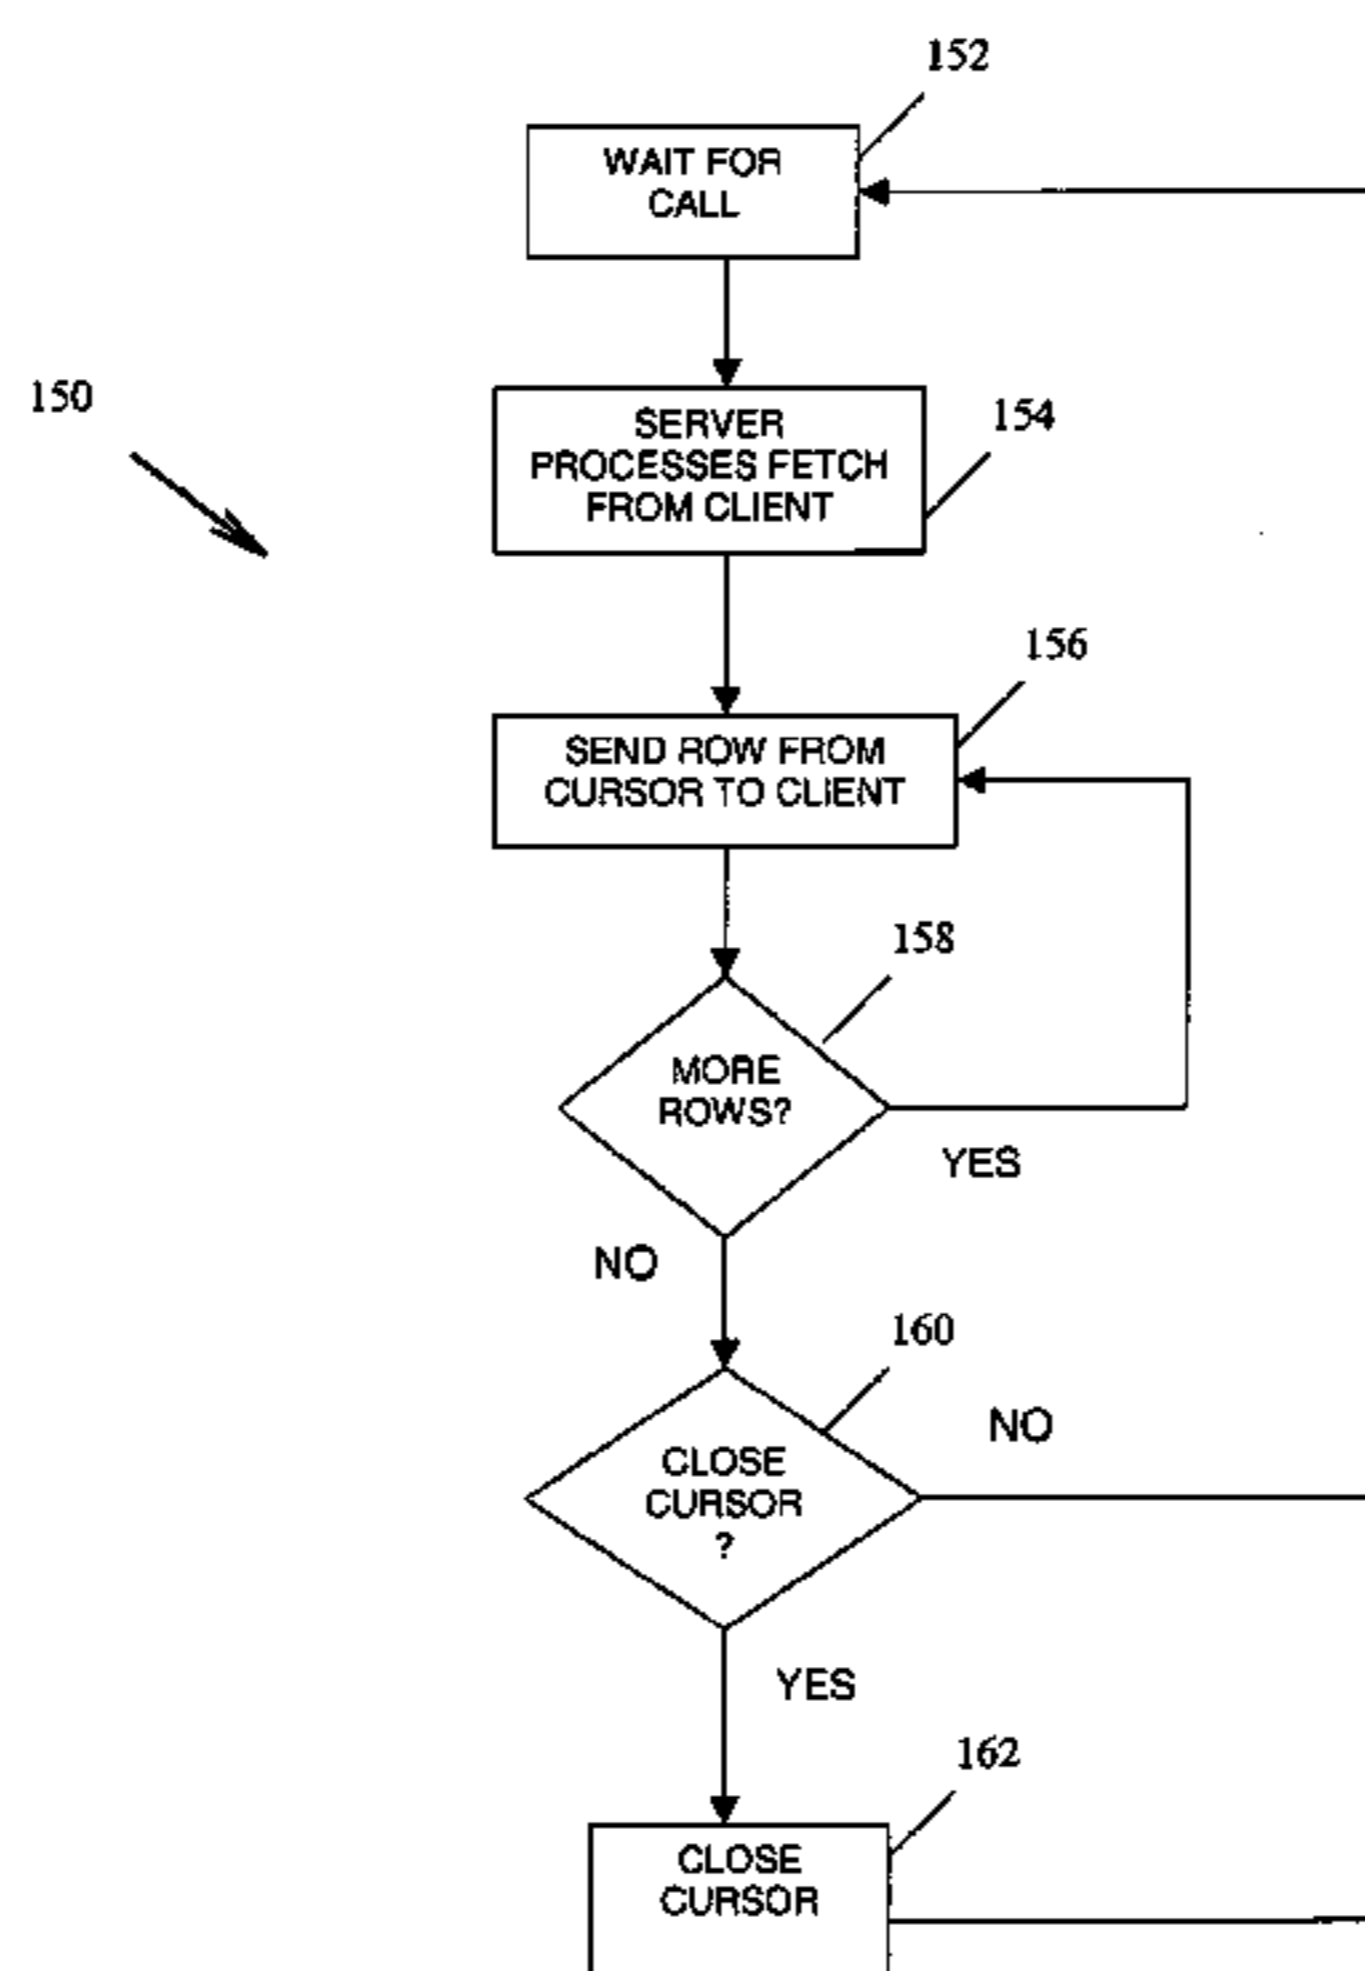 152
WAIT FOR
CALL
150
SERVER
PROCESSES FETCH
FROM CLIENT
154
156
SEND ROW FROM
CURSOR TO CLIENT
158
MORE
ROWS?
YES
NO
160
CLOSE
CURSOR
?
NO
YES
162
CLOSE
CURSOR